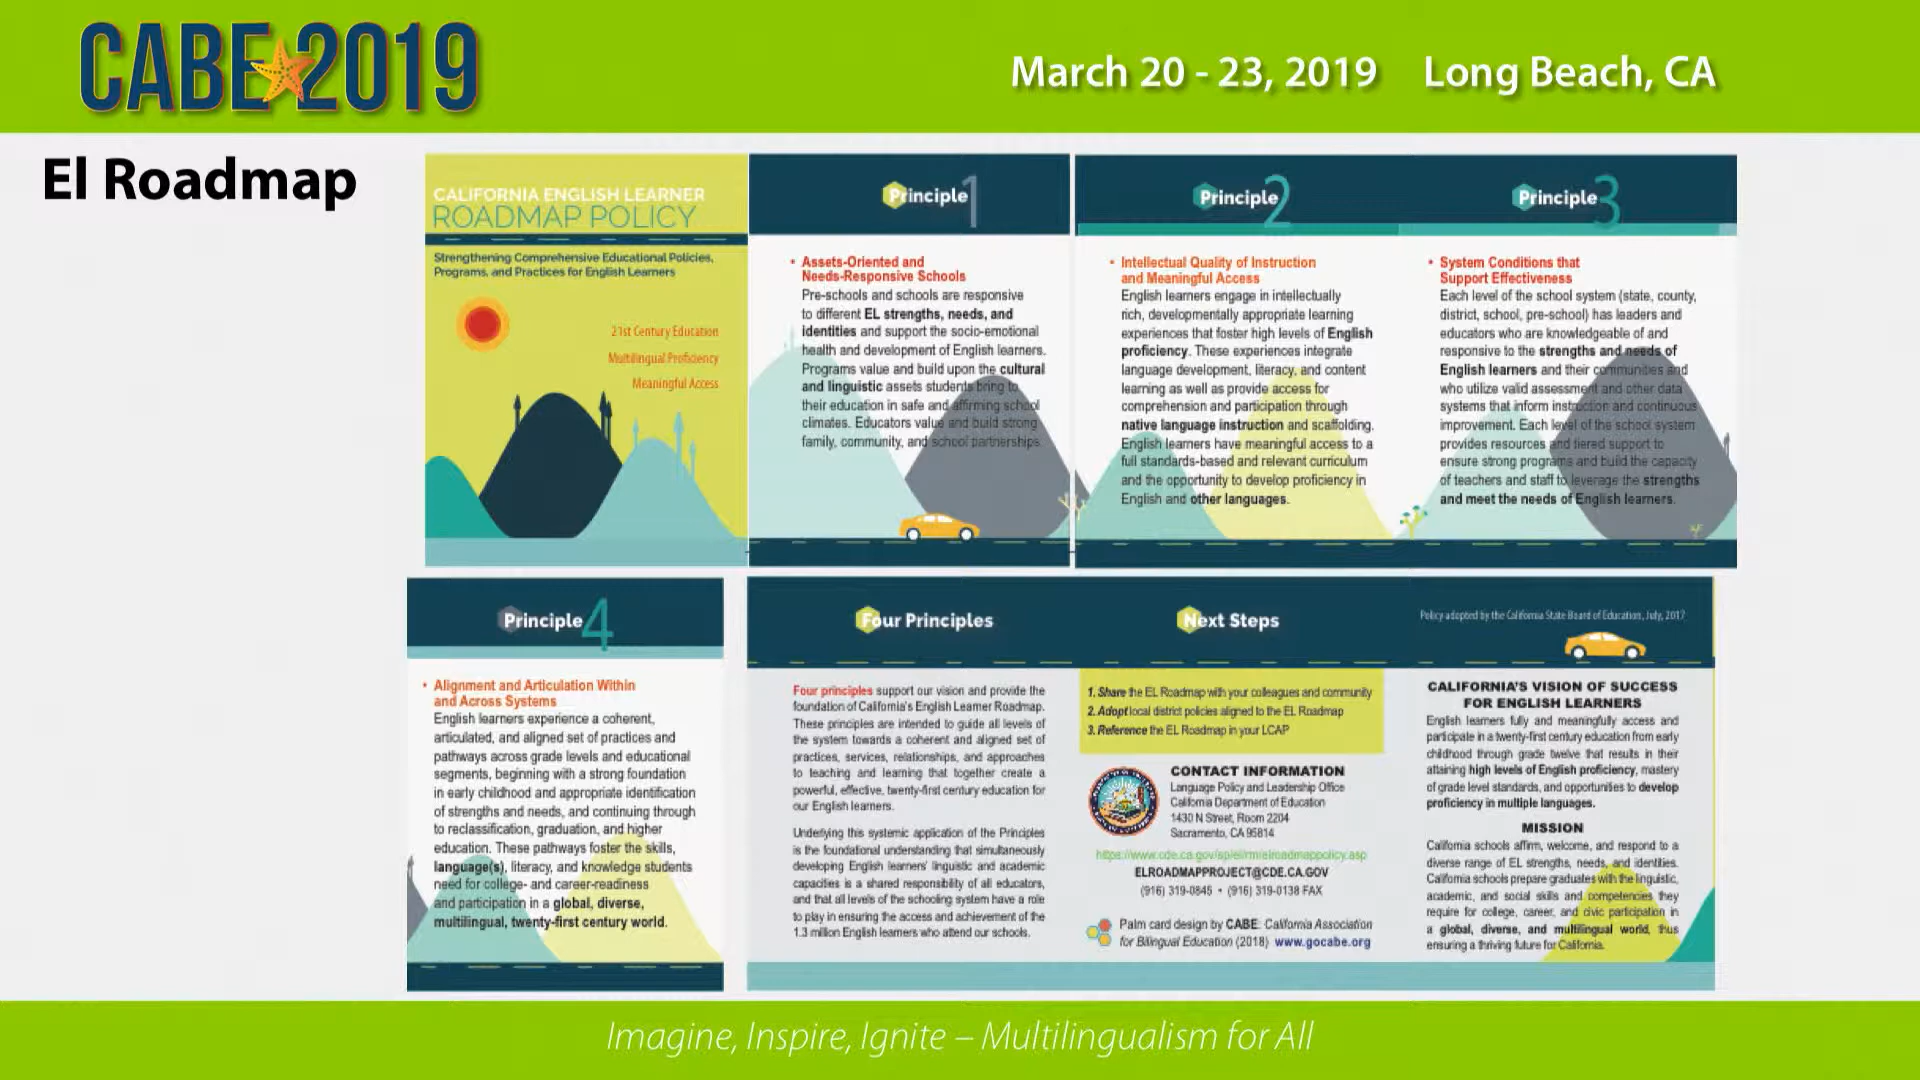 CABE 2019
March 20 - 23, 2019 Long Beach, CA
El Roadmap
CALIFORNIA ENGLISH LEARNER
ROADMAP POLICY
Strengthening Comprehensive Educational Policies,
Programs, and Practices for English Learners
21st Century Education
Multilingual Proficiency
Meaningful Access
Principle 1
• Assets-Oriented and
Needs-Responsive Schools
Pre-schools and schools are responsive
to different EL strengths, needs, and
identities and support the socio-emotional
health and development of English learners.
Programs value and build upon the cultural
and linguistic assets students bring to
their education in safe and affirming school
climates. Educators value and build strong
family, community, and school partnerships.
Principle 2
• Intellectual Quality of Instruction
and Meaningful Access
English learners engage in intellectually
rich, developmentally appropriate learning
experiences that foster high levels of English
proficiency. These experiences integrate
language development, literacy, and content
learning as well as provide access for
comprehension and participation through
native language instruction and scaffolding.
English learners have meaningful access to a
full standards-based and relevant curriculum
and the opportunity to develop proficiency in
English and other languages.
Principle 3
• System Conditions that
Support Effectiveness
Each level of the school system (state, county,
district, school, pre-school) has leaders and
educators who are knowledgeable of and
responsive to the strengths and needs of
English learners and their communities and
who utilize valid assessment and other data
systems that inform instruction and continuous
improvement. Each level of the school system
provides resources and tiered support to
ensure strong programs and build the capacity
of teachers and staff to leverage the strengths
and meet the needs of English learners.
Principle 4
• Alignment and Articulation Within
and Across Systems
English learners experience a coherent,
articulated, and aligned set of practices and
pathways across grade levels and educational
segments, beginning with a strong foundation
in early childhood and appropriate identification
of strengths and needs, and continuing through
to reclassification, graduation, and higher
education. These pathways foster the skills,
language(s), literacy, and knowledge students
need for college- and career-readiness
and participation in a global, diverse,
multilingual, twenty-first century world.
Four Principles
Four principles support our vision and provide the
foundation of California's English Learner Roadmap.
These principles are intended to guide all levels of
the system towards a coherent and aligned set of
practices, services, relationships, and approaches
to teaching and learning that together create a
powerful, effective, twenty-first century education for
our English learners.
Underlying this systemic application of the Principles
is the foundational understanding that simultaneously
developing English learners' linguistic and academic
capacities is a shared responsibility of all educators,
and that all levels of the schooling system have a role
to play in ensuring the access and achievement of the
1.3 million English learners who attend our schools.
Next Steps
1. Share the EL Roadmap with your colleagues and community
2. Adopt local district policies aligned to the EL Roadmap
3. Reference the EL Roadmap in your LCAP
CONTACT INFORMATION
Language Policy and Leadership Office
California Department of Education
1430 N Street, Room 2204
Sacramento, CA 95814
https://www.cde.ca.gov/sp/el/rm/elroadmappolicy.asp
ELROADMAPPROJECT@CDE.CA.GOV
(916) 319-0845 • (916) 319-0138 FAX
Palm card design by CABE: California Association
for Bilingual Education (2018) www.gocabe.org
Policy adopted by the California State Board of Education, July, 2017
CALIFORNIA'S VISION OF SUCCESS
FOR ENGLISH LEARNERS
English learners fully and meaningfully access and
participate in a twenty-first century education from early
childhood through grade twelve that results in their
attaining high levels of English proficiency, mastery
of grade level standards, and opportunities to develop
proficiency in multiple languages.
MISSION
California schools affirm, welcome, and respond to a
diverse range of EL strengths, needs, and identities.
California schools prepare graduates with the linguistic,
academic, and social skills and competencies they
require for college, career, and civic participation in
a global, diverse, and multilingual world, thus
ensuring a thriving future for California.
Imagine, Inspire, Ignite – Multilingualism for All